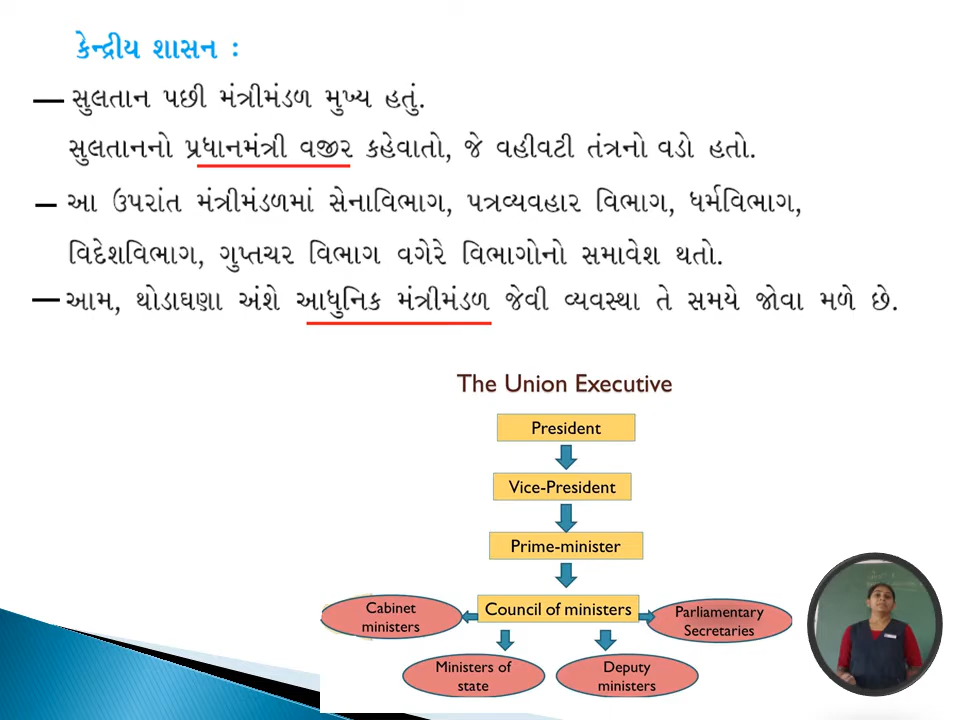 કેન્દ્રીય શાસન :
— સુલતાન પછી મંત્રીમંડળ મુખ્ય હતું.
સુલતાનનો પ્રધાનમંત્રી વજીર કહેવાતો, જે વહીવટી તંત્રનો વડો હતો.
– આ ઉપરાંત મંત્રીમંડળમાં સેનાવિભાગ, પત્રવ્યવહાર વિભાગ, ધર્મવિભાગ,
વિદેશવિભાગ, ગુપ્તચર વિભાગ વગેરે વિભાગોનો સમાવેશ થતો.
— આમ, થોડાઘણા અંશે આધુનિક મંત્રીમંડળ જેવી વ્યવસ્થા તે સમયે જોવા મળે છે.
The Union Executive
President
Vice-President
Prime-minister
Cabinet
ministers
Council of ministers
Parliamentary
Secretaries
Ministers of
state
Deputy
ministers